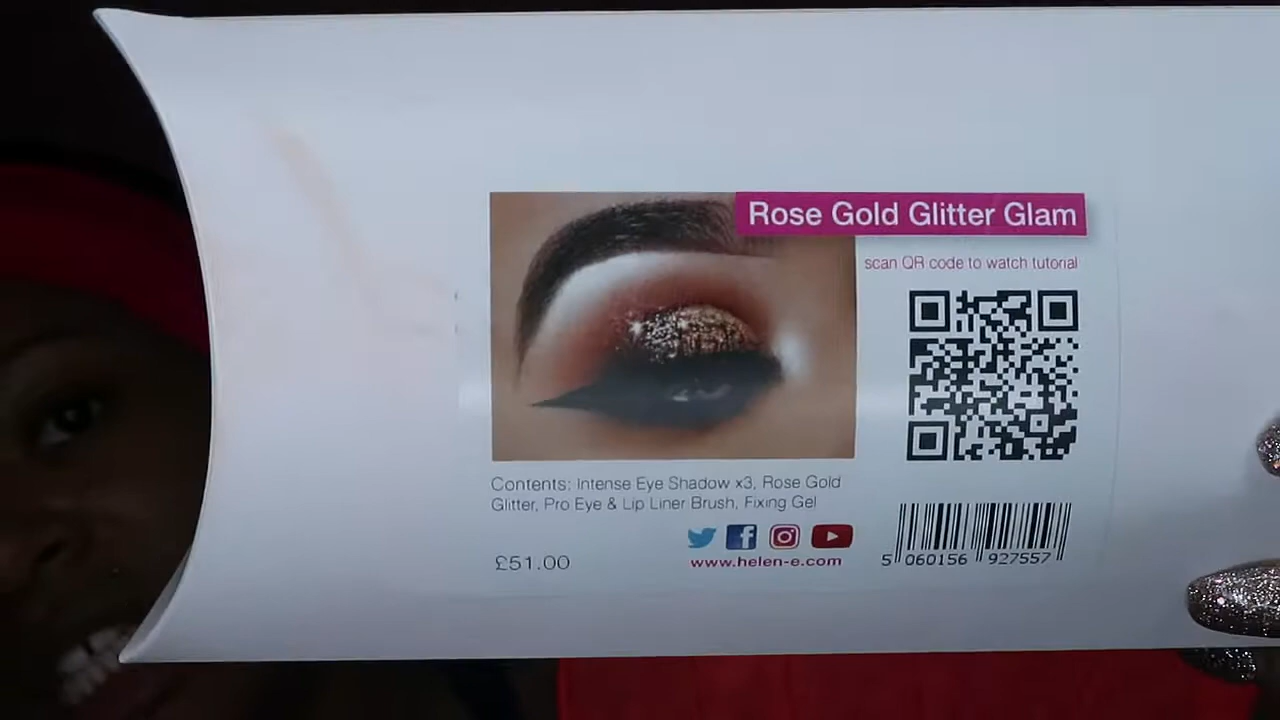 Rose Gold Glitter Glam
scan QR code to watch tutorial
Contents: Intense Eye Shadow x3, Rose Gold
Glitter, Pro Eye & Lip Liner Brush, Fixing Gel
£51.00
www.helen-e.com
5 060156 927557